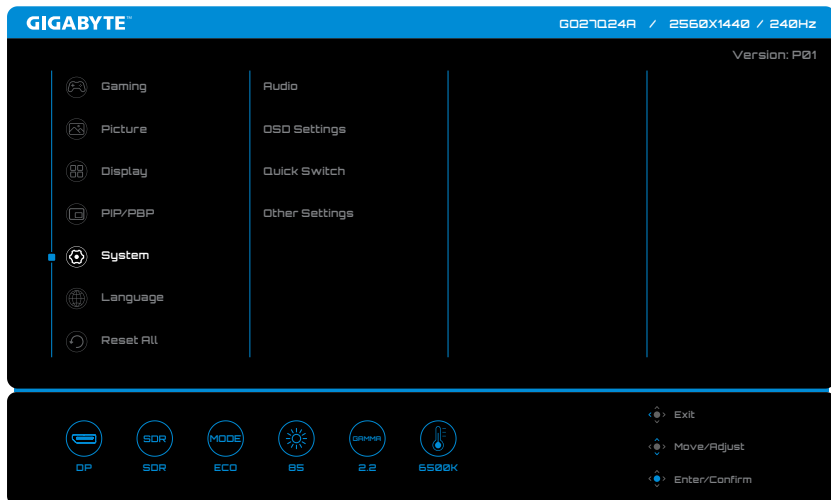 GIGABYTE™ GO27Q24A / 2560X1440 / 240Hz
Version: P01
Gaming Audio
Picture OSD Settings
Display Quick Switch
PIP/PBP Other Settings
System
Language
Reset All
SDR MODE GAMMA
DP SDR ECO 85 2.2 6500K
Exit
Move/Adjust
Enter/Confirm